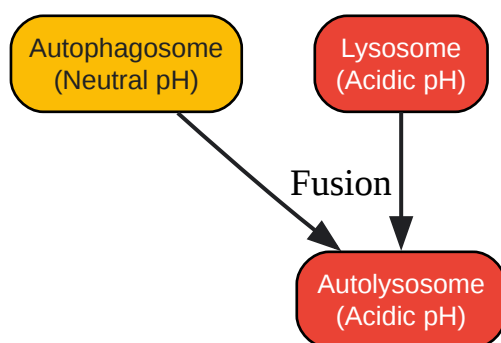 Autophagosome
(Neutral pH)
Lysosome
(Acidic pH)
Fusion
Autolysosome
(Acidic pH)